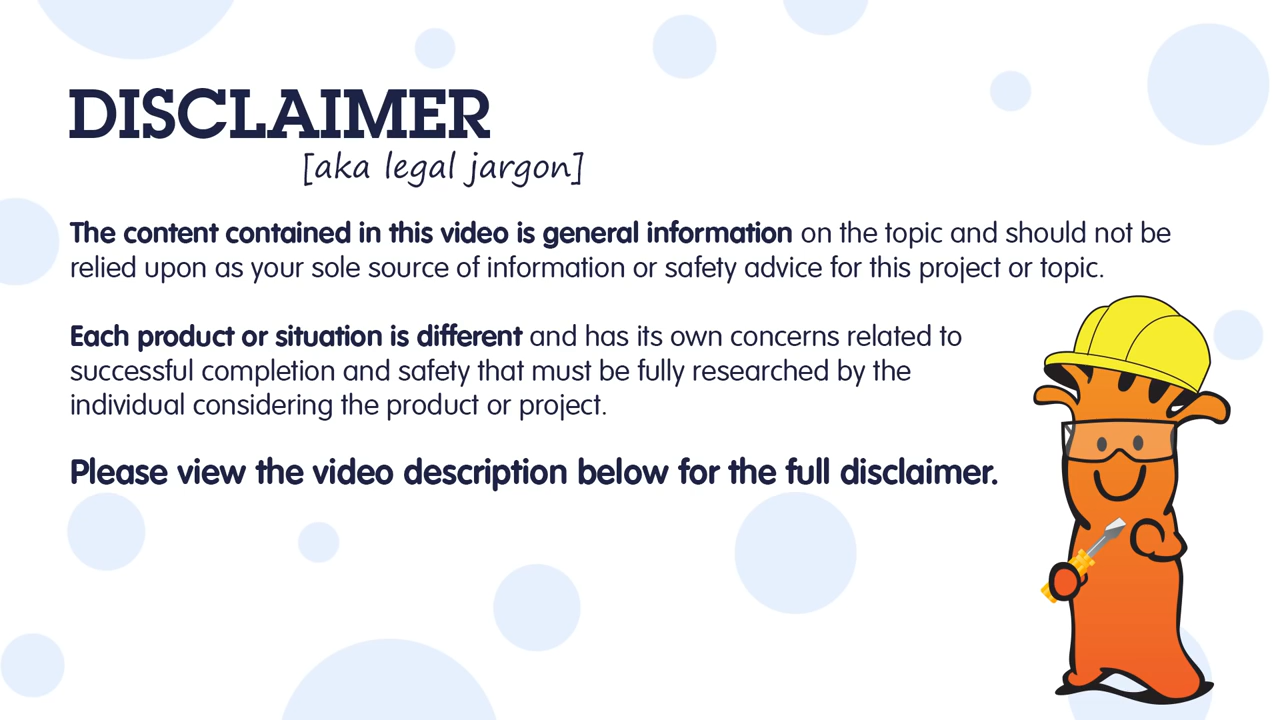 DISCLAIMER
[aka legal jargon]
The content contained in this video is general information on the topic and should not be
relied upon as your sole source of information or safety advice for this project or topic.
Each product or situation is different and has its own concerns related to
successful completion and safety that must be fully researched by the
individual considering the product or project.
Please view the video description below for the full disclaimer.